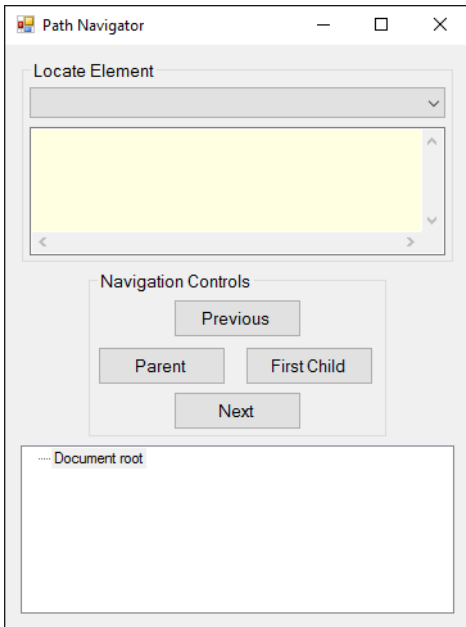 Path Navigator
Locate Element
Navigation Controls
Previous
Parent First Child
Next
Document root